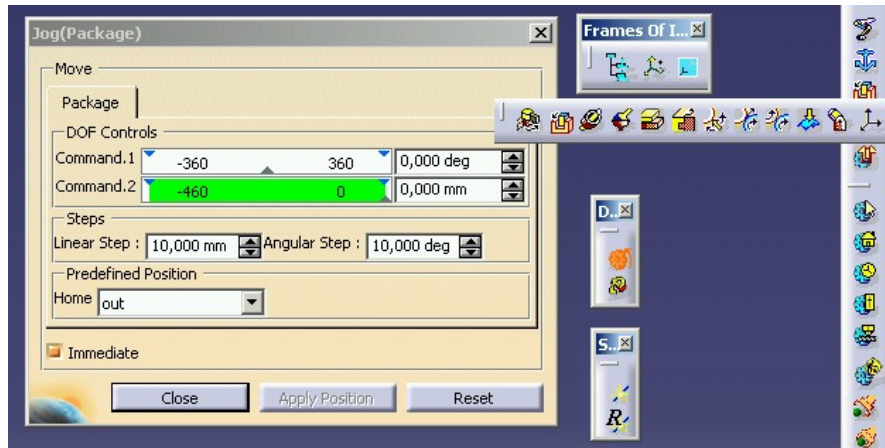 Jog(Package)
Frames Of I...
Move
Package
DOF Controls
Command.1 -360 360 0,000 deg
Command.2 -460 0 0,000 mm
D..
Steps
Linear Step : 10,000 mm Angular Step : 10,000 deg
Predefined Position
Home out
S..
Immediate
Close Apply Position Reset
R